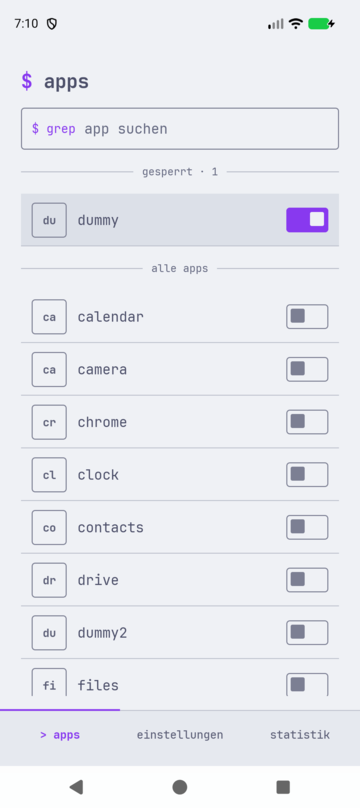 7:10
$ apps
$ grep app suchen
gesperrt · 1
du dummy
alle apps
ca calendar
ca camera
cr chrome
cl clock
co contacts
dr drive
du dummy2
fi files
> apps einstellungen statistik